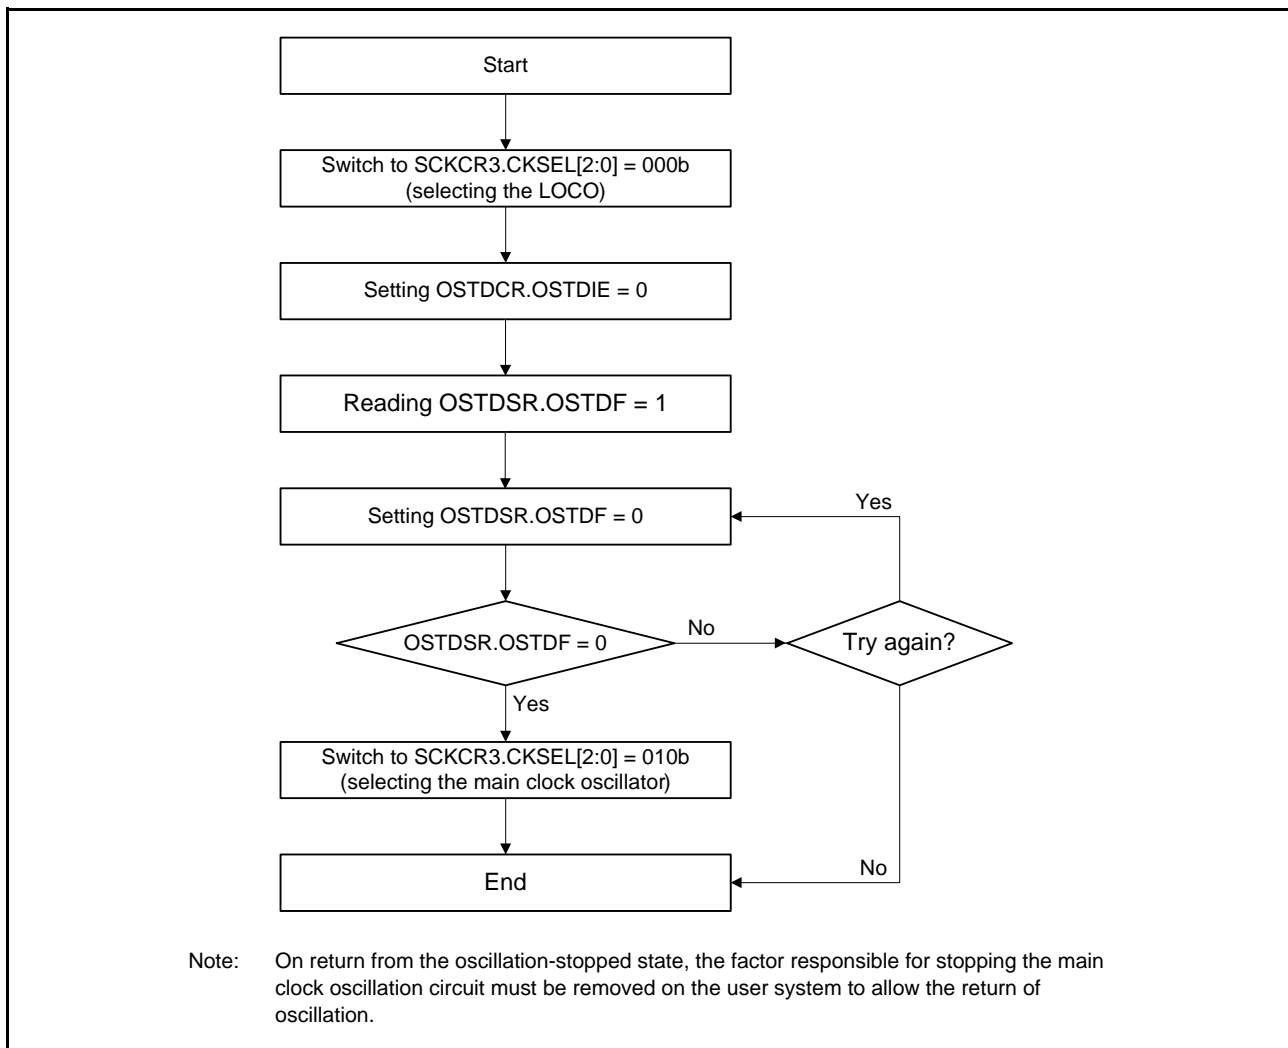 Start
Switch to SCKCR3.CKSEL[2:0] = 000b
(selecting the LOCO)
Setting OSTDCR.OSTDIE = 0
Reading OSTDSR.OSTDF = 1
Setting OSTDSR.OSTDF = 0
Yes
OSTDSR.OSTDF = 0
No
Try again?
Yes
Switch to SCKCR3.CKSEL[2:0] = 010b
(selecting the main clock oscillator)
End
No
Note: On return from the oscillation-stopped state, the factor responsible for stopping the main
clock oscillation circuit must be removed on the user system to allow the return of
oscillation.